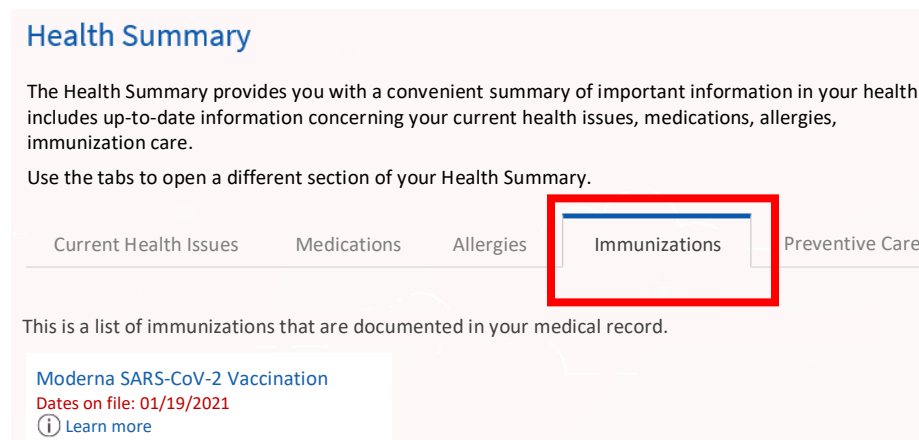 Health Summary
The Health Summary provides you with a convenient summary of important information in your health
includes up-to-date information concerning your current health issues, medications, allergies,
immunization care.
Use the tabs to open a different section of your Health Summary.
Current Health Issues Medications Allergies Immunizations Preventive Care
This is a list of immunizations that are documented in your medical record.
Moderna SARS-CoV-2 Vaccination
Dates on file: 01/19/2021
i Learn more